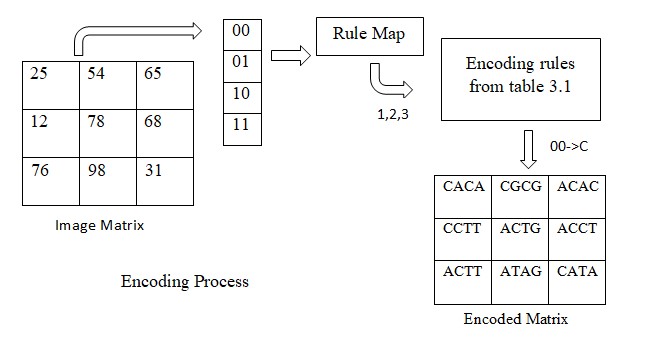 00
01
10
11
Rule Map
Encoding rules
from table 3.1
1,2,3
00->C
25 54 65
12 78 68
76 98 31
Image Matrix
Encoding Process
CACA CGCG ACAC
CCTT ACTG ACCT
ACTT ATAG CATA
Encoded Matrix